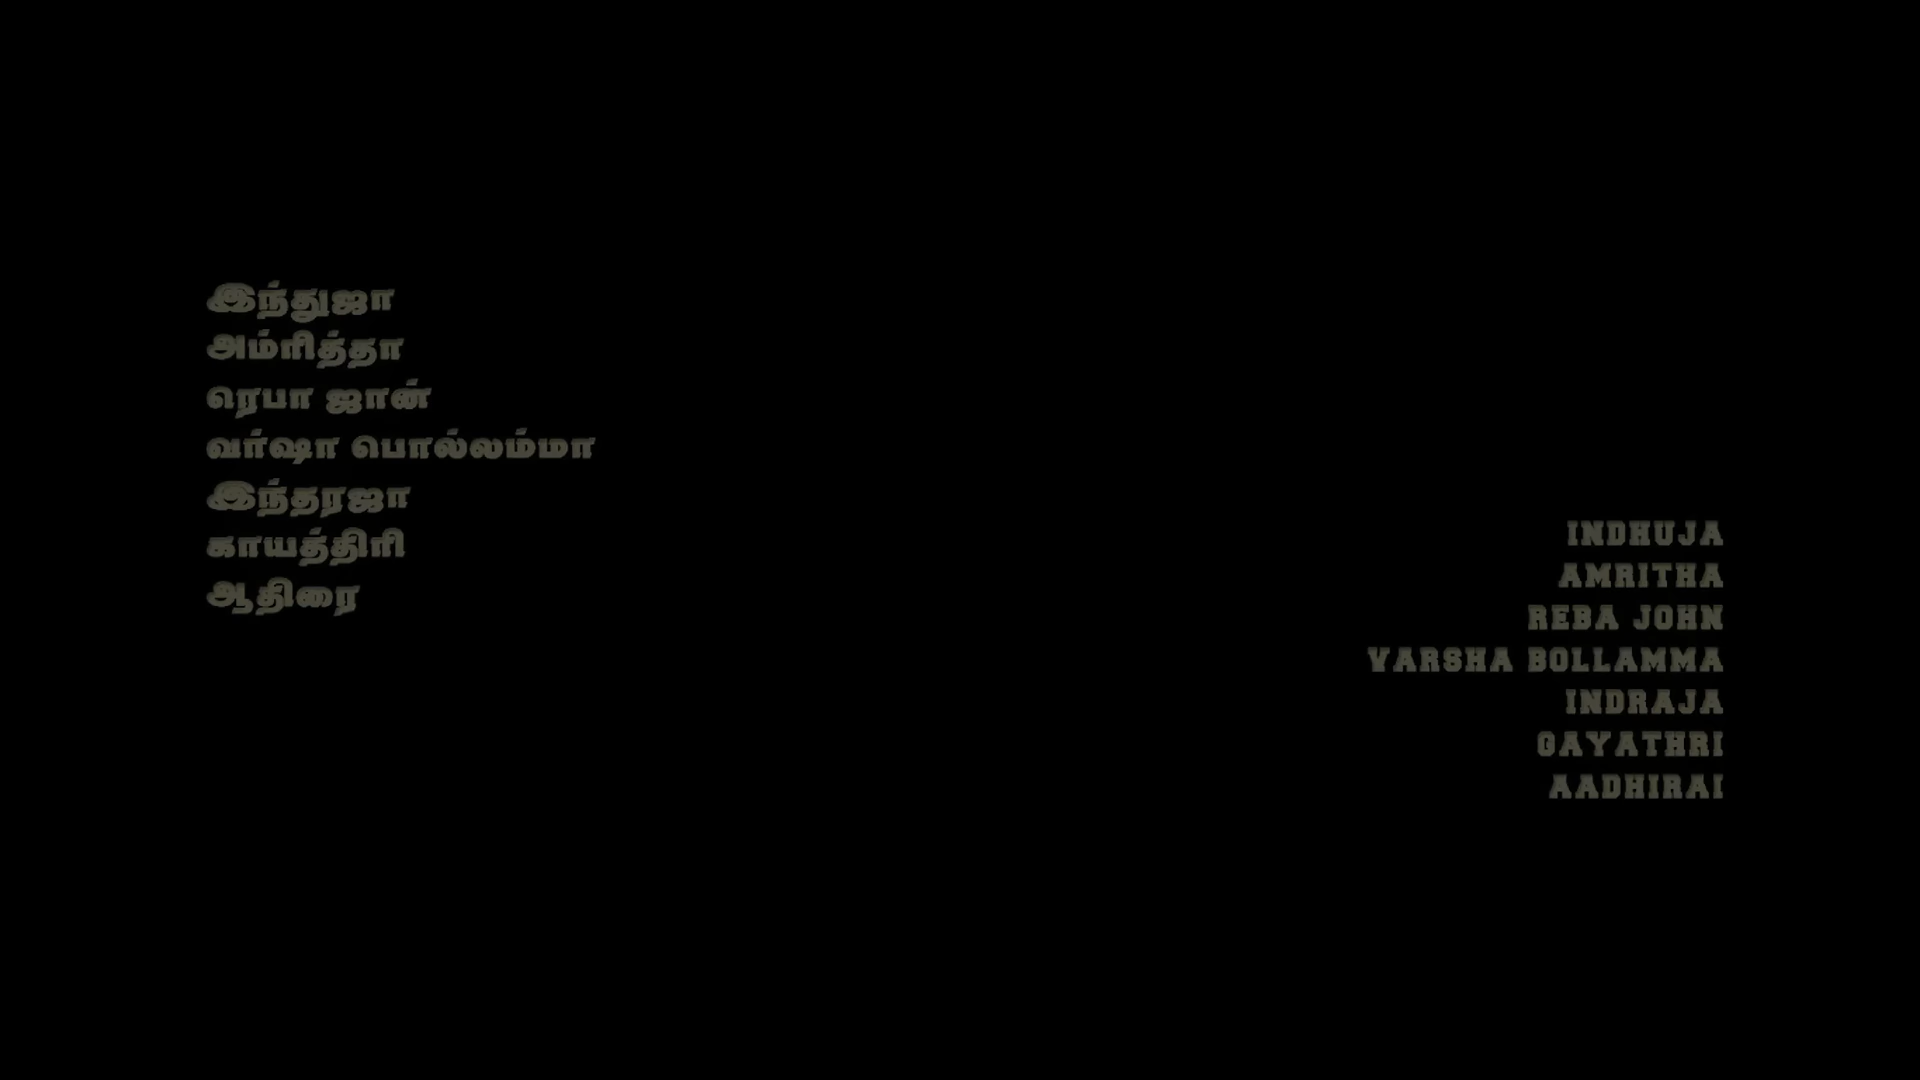 இந்துஜா
அம்ரித்தா
ரெபா ஜான்
வர்ஷா பொல்லம்மா
இந்தரஜா
காயத்திரி
ஆதிரை
INDHUJA
AMRITHA
REBA JOHN
VARSHA BOLLAMMA
INDRAJA
GAYATHRI
AADHIRAI